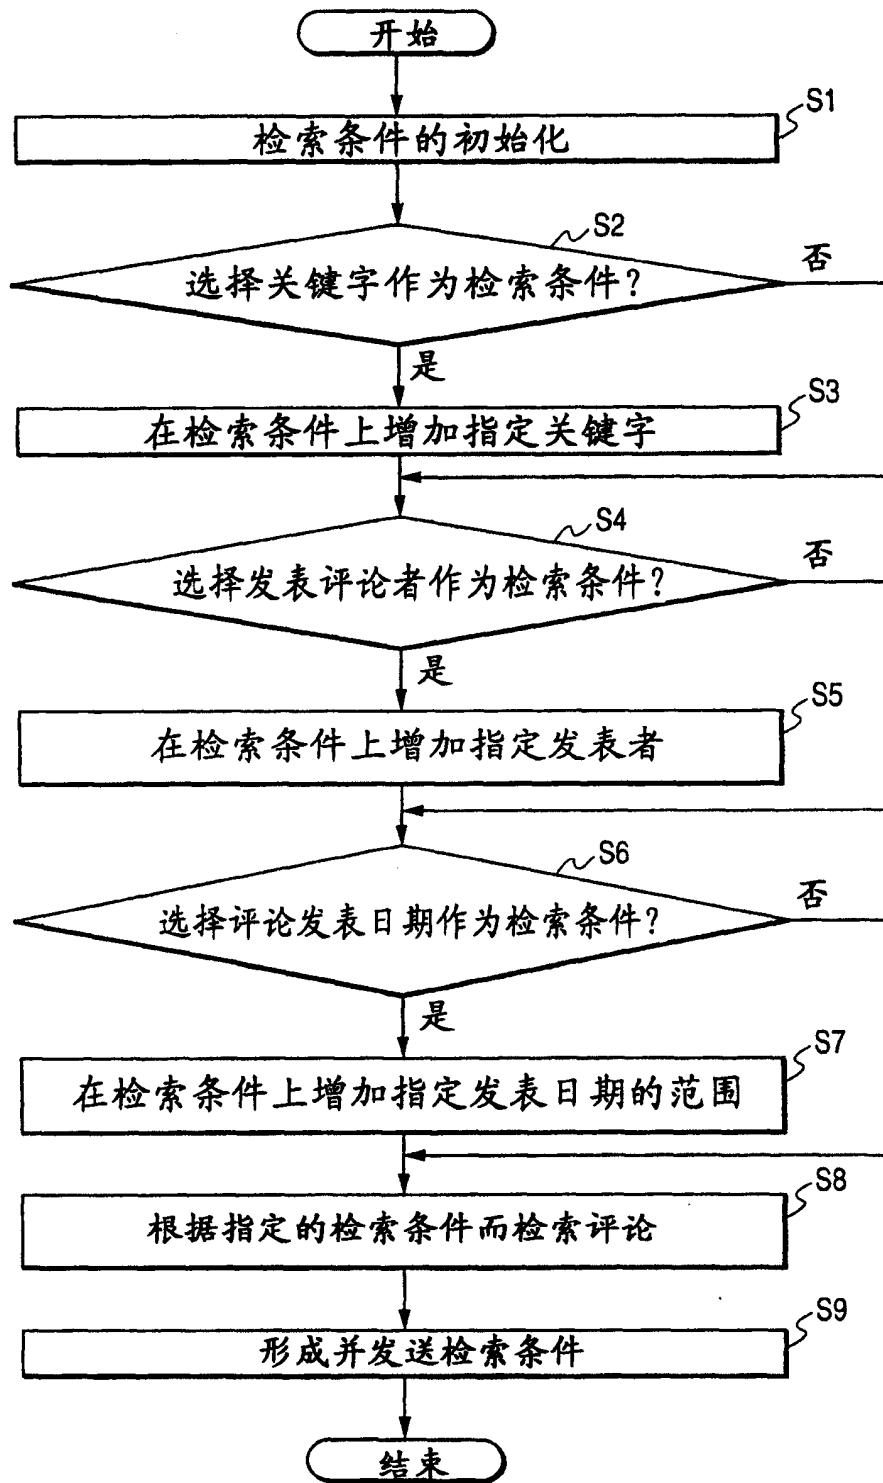 开始
S1
检索条件的初始化
S2
选择关键字作为检索条件?
否
是
S3
在检索条件上增加指定关键字
S4
选择发表评论者作为检索条件?
否
是
S5
在检索条件上增加指定发表者
S6
选择评论发表日期作为检索条件?
否
是
S7
在检索条件上增加指定发表日期的范围
S8
根据指定的检索条件而检索评论
S9
形成并发送检索条件
结束